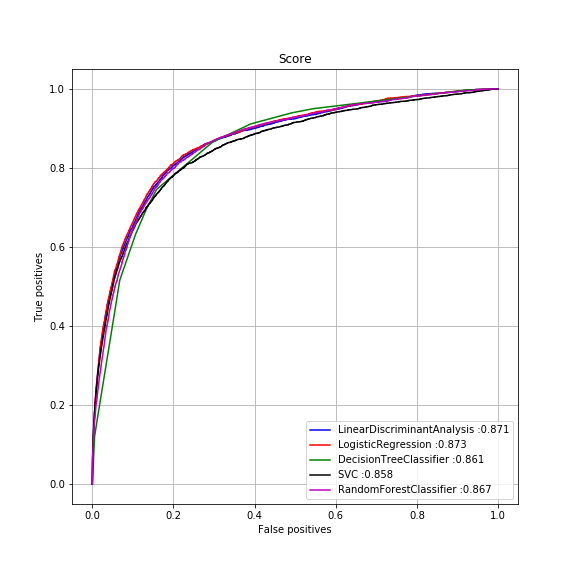 Score
1.0
0.8
0.6
0.4
0.2
0.0
True positives
LinearDiscriminantAnalysis :0.871
LogisticRegression :0.873
DecisionTreeClassifier :0.861
SVC :0.858
RandomForestClassifier :0.867
0.0 0.2 0.4 0.6 0.8 1.0
False positives